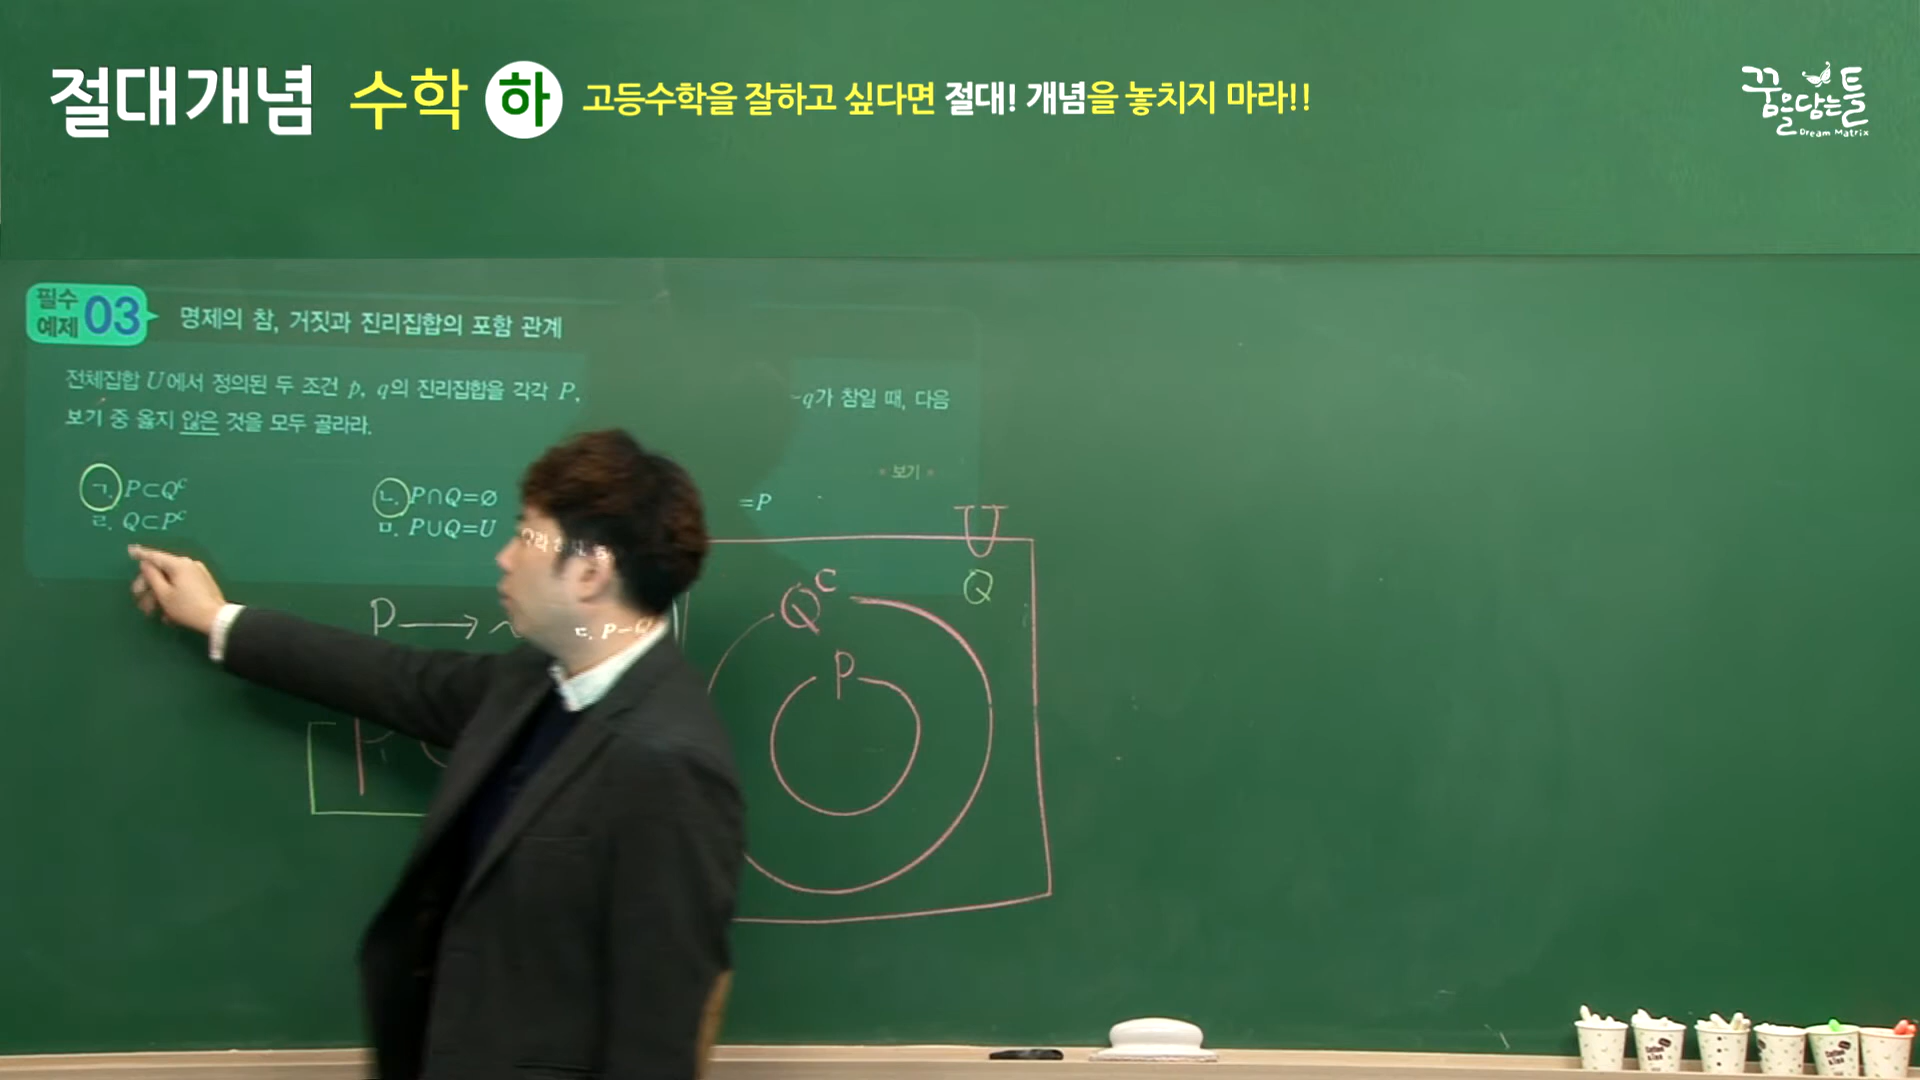 절대개념 수학 하 고등수학을 잘하고 싶다면 절대! 개념을 놓치지 마라!!
꿈을담는틀
Dream Matrix
필수 예제 03 명제의 참, 거짓과 진리집합의 포함 관계
전체집합 U에서 정의된 두 조건 p, q의 진리집합을 각각 P, ~q가 참일 때, 다음
보기 중 옳지 않은 것을 모두 골라라.
보기
ㄱ. P⊂Q^C ㄴ. P∩Q=∅ ㄷ. P-Q =P
ㄹ. Q⊂P^C ㅁ. P∪Q=U
U
Q
Q^C
P
P → ~
P